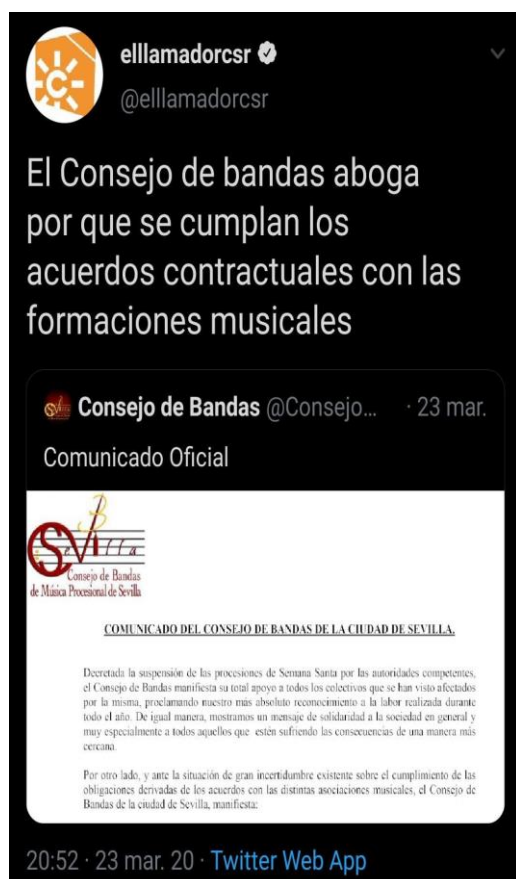 elllamadorcsr
@elllamadorcsr
El Consejo de bandas aboga
por que se cumplan los
acuerdos contractuales con las
formaciones musicales
Consejo de Bandas @Consejo... · 23 mar.
Comunicado Oficial
CSB Sevilla
Consejo de Bandas
de Música Procesional de Sevilla
COMUNICADO DEL CONSEJO DE BANDAS DE LA CIUDAD DE SEVILLA.
Decretada la suspensión de las procesiones de Semana Santa por las autoridades competentes,
el Consejo de Bandas manifiesta su total apoyo a todos los colectivos que se han visto afectados
por la misma, proclamando nuestro más absoluto reconocimiento a la labor realizada durante
todo el año. De igual manera, mostramos un mensaje de solidaridad a la sociedad en general y
muy especialmente a todos aquellos que estén sufriendo las consecuencias de una manera más
cercana.
Por otro lado, y ante la situación de gran incertidumbre existente sobre el cumplimiento de las
obligaciones derivadas de los acuerdos con las distintas asociaciones musicales, el Consejo de
Bandas de la ciudad de Sevilla, manifiesta:
20:52 · 23 mar. 20 · Twitter Web App